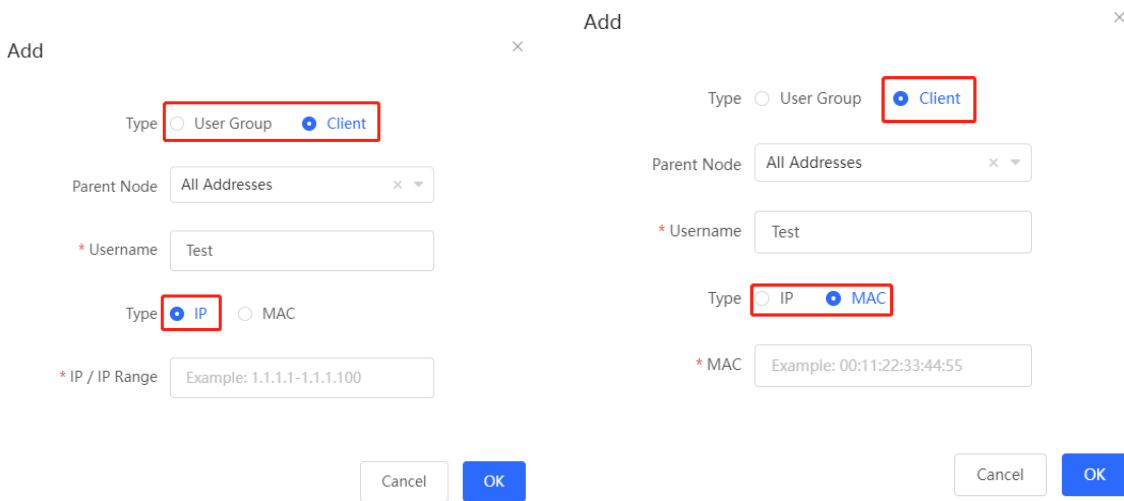 Add
Type User Group Client
Parent Node All Addresses
* Username Test
Type IP MAC
* IP / IP Range Example: 1.1.1.1-1.1.1.100
Cancel OK
Add
Type User Group Client
Parent Node All Addresses
* Username Test
Type IP MAC
* MAC Example: 00:11:22:33:44:55
Cancel OK